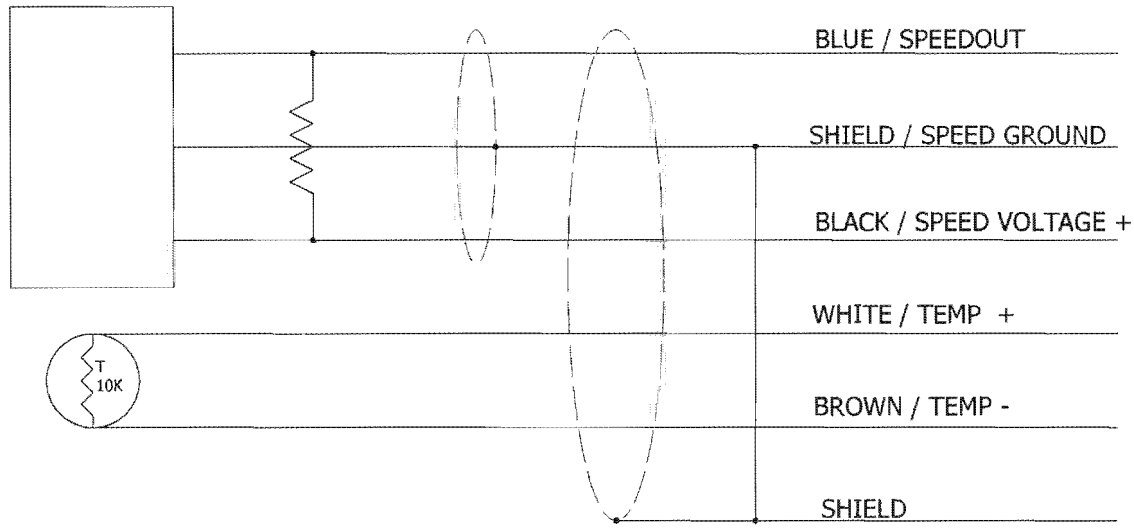 BLUE / SPEEDOUT
SHIELD / SPEED GROUND
BLACK / SPEED VOLTAGE +
WHITE / TEMP +
T
10K
BROWN / TEMP -
SHIELD